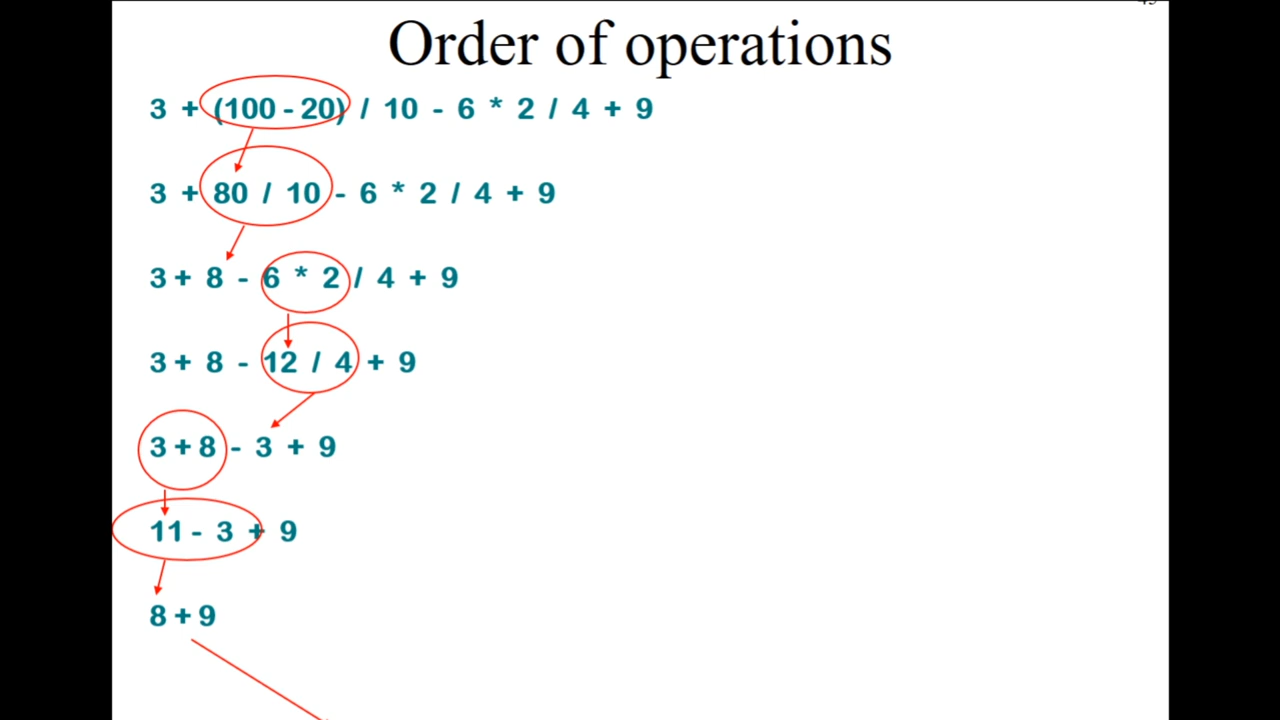 Order of operations
3 + (100 - 20) / 10 - 6 * 2 / 4 + 9
3 + 80 / 10 - 6 * 2 / 4 + 9
3 + 8 - 6 * 2 / 4 + 9
3 + 8 - 12 / 4 + 9
3 + 8 - 3 + 9
11 - 3 + 9
8 + 9